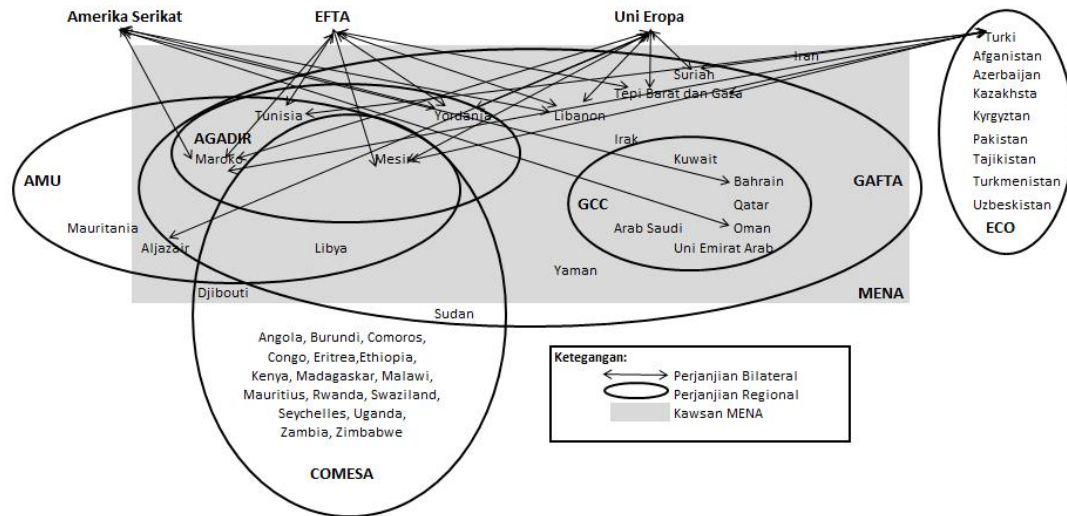 Amerika Serikat
EFTA
Uni Eropa
Turki
Iran
Afganistan
Suriah
Azerbaijan
Tepi Barat dan Gaza
Kazakhsta
Tunisia
Yordania
Libanon
Kyrgyztan
AGADIR
Irak
Pakistan
Maroko
Mesir
Kuwait
Tajikistan
AMU
Bahrain
GAFTA
Turkmenistan
GCC
Qatar
Uzbeskistan
Mauritania
Arab Saudi
Oman
ECO
Aljazair
Libya
Uni Emirat Arab
Yaman
Djibouti
MENA
Sudan
Angola, Burundi, Comoros,
Congo, Eritrea,Ethiopia,
Kenya, Madagaskar, Malawi,
Mauritius, Rwanda, Swaziland,
Seychelles, Uganda,
Zambia, Zimbabwe
COMESA
Ketegangan:
Perjanjian Bilateral
Perjanjian Regional
Kawsan MENA